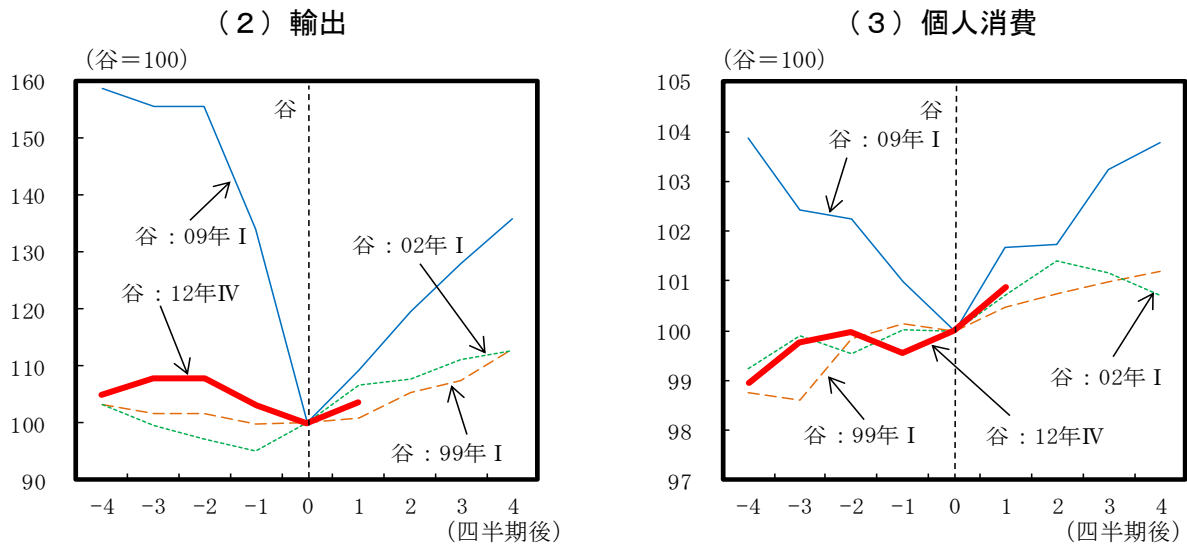 （２）輸出
(谷＝100)
160
150
140
130
120
110
100
90
谷
谷：09年Ⅰ
谷：02年Ⅰ
谷：12年Ⅳ
谷：99年Ⅰ
-4 -3 -2 -1 0 1 2 3 4
(四半期後)
（３）個人消費
(谷＝100)
105
104
103
102
101
100
99
98
97
谷
谷：09年Ⅰ
谷：02年Ⅰ
谷：99年Ⅰ
谷：12年Ⅳ
-4 -3 -2 -1 0 1 2 3 4
(四半期後)